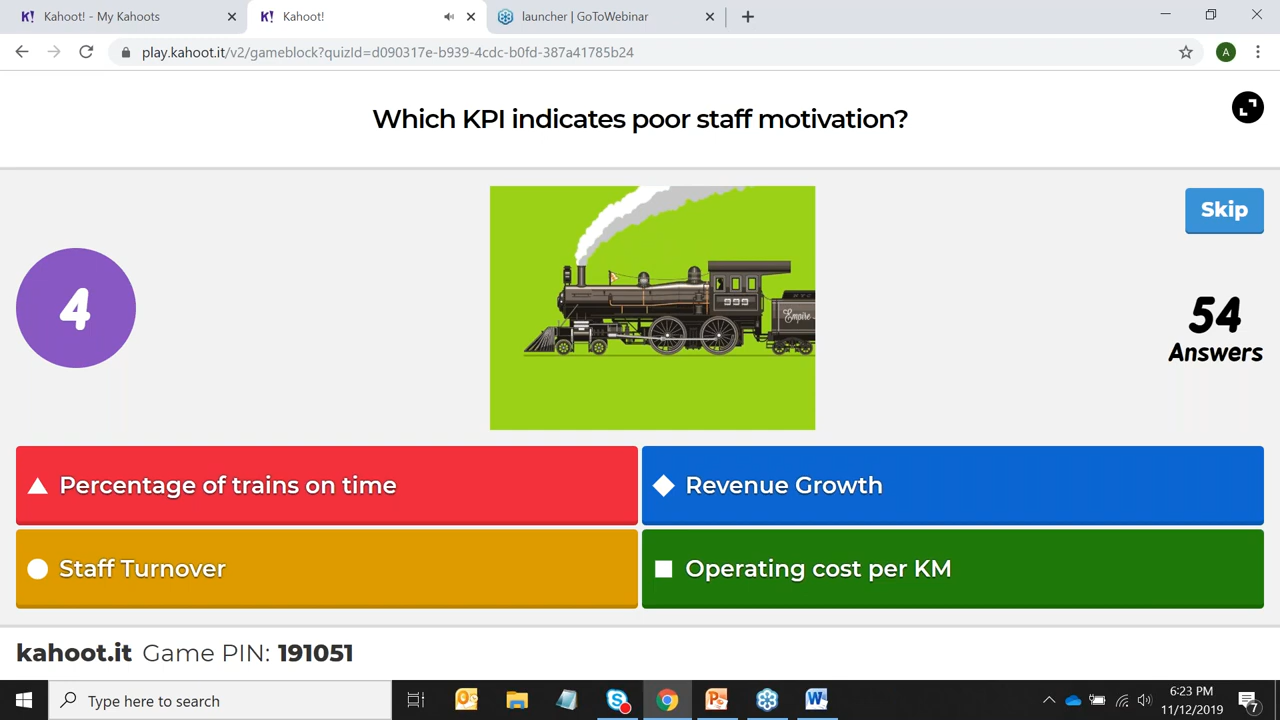 K! Kahoot! - My Kahoots
K! Kahoot!
launcher | GoToWebinar
play.kahoot.it/v2/gameblock?quizId=d090317e-b939-4cdc-b0fd-387a41785b24
A
Which KPI indicates poor staff motivation?
Skip
4
Empire
54
Answers
Percentage of trains on time
Revenue Growth
Staff Turnover
Operating cost per KM
kahoot.it Game PIN: 191051
Type here to search
6:23 PM
11/12/2019
7